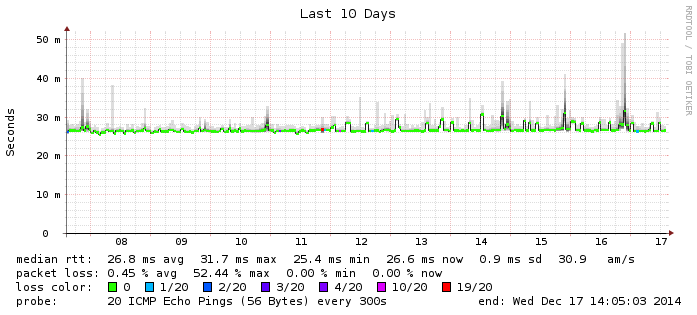 Last 10 Days
RRDTOOL / TOBI OETIKER
Seconds
50 m
40 m
30 m
20 m
10 m
0
08 09 10 11 12 13 14 15 16 17
median rtt: 26.8 ms avg 31.7 ms max 25.4 ms min 26.6 ms now 0.9 ms sd 30.9 am/s
packet loss: 0.45 % avg 52.44 % max 0.00 % min 0.00 % now
loss color: 0 1/20 2/20 3/20 4/20 10/20 19/20
probe: 20 ICMP Echo Pings (56 Bytes) every 300s end: Wed Dec 17 14:05:03 2014